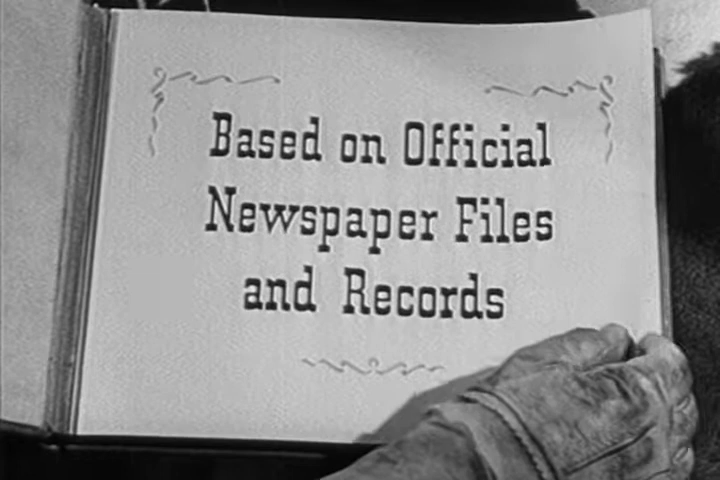 Based on Official
Newspaper Files
and Records